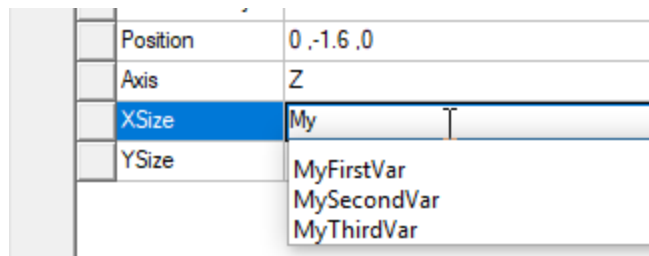 Position 0 ,-1.6 ,0
Axis Z
XSize My
YSize
MyFirstVar
MySecondVar
MyThirdVar